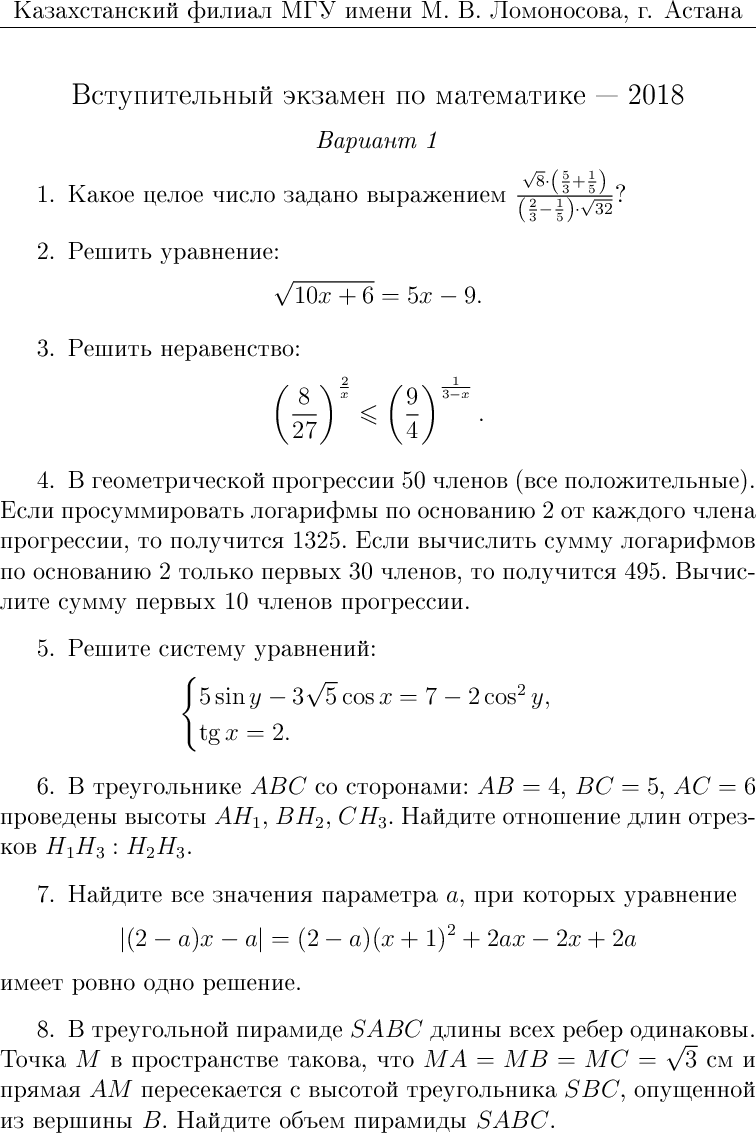 Казахстанский филиал МГУ имени М. В. Ломоносова, г. Астана
Вступительный экзамен по математике — 2018
Вариант 1
1. Какое целое число задано выражением $\frac{\sqrt{8}\cdot\left(\frac{5}{3}+\frac{1}{5}\right)}{\left(\frac{2}{3}-\frac{1}{5}\right)\cdot\sqrt{32}}$?
2. Решить уравнение:
$\sqrt{10x+6} = 5x - 9.$
3. Решить неравенство:
$\left(\frac{8}{27}\right)^{\frac{2}{x}} \leqslant \left(\frac{9}{4}\right)^{\frac{1}{3-x}}.$
4. В геометрической прогрессии 50 членов (все положительные).
Если просуммировать логарифмы по основанию 2 от каждого члена
прогрессии, то получится 1325. Если вычислить сумму логарифмов
по основанию 2 только первых 30 членов, то получится 495. Вычис-
лите сумму первых 10 членов прогрессии.
5. Решите систему уравнений:
$\begin{cases} 5\sin y - 3\sqrt{5}\cos x = 7 - 2\cos^2 y, \\ \operatorname{tg} x = 2. \end{cases}$
6. В треугольнике $ABC$ со сторонами: $AB = 4$, $BC = 5$, $AC = 6$
проведены высоты $AH_1$, $BH_2$, $CH_3$. Найдите отношение длин отрез-
ков $H_1H_3 : H_2H_3$.
7. Найдите все значения параметра $a$, при которых уравнение
$|(2-a)x - a| = (2-a)(x+1)^2 + 2ax - 2x + 2a$
имеет ровно одно решение.
8. В треугольной пирамиде $SABC$ длины всех ребер одинаковы.
Точка $M$ в пространстве такова, что $MA = MB = MC = \sqrt{3}$ см и
прямая $AM$ пересекается с высотой треугольника $SBC$, опущенной
из вершины $B$. Найдите объем пирамиды $SABC$.